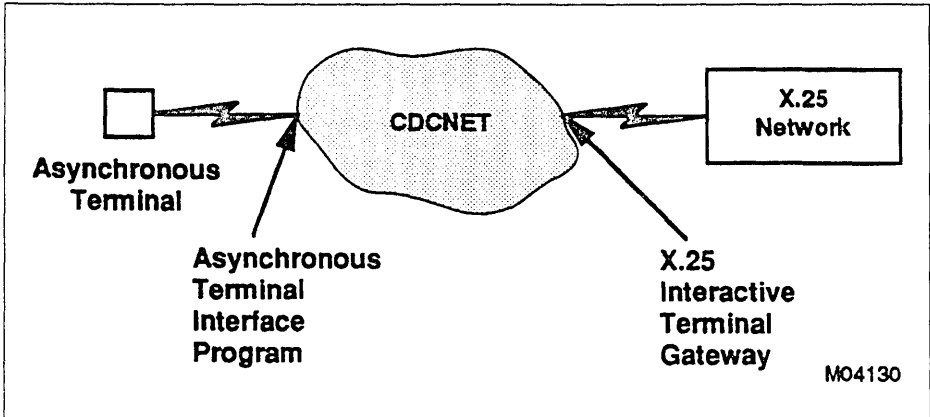 CDCNET
X.25
Network
Asynchronous
Terminal
Asynchronous
Terminal
Interface
Program
X.25
Interactive
Terminal
Gateway
M04130